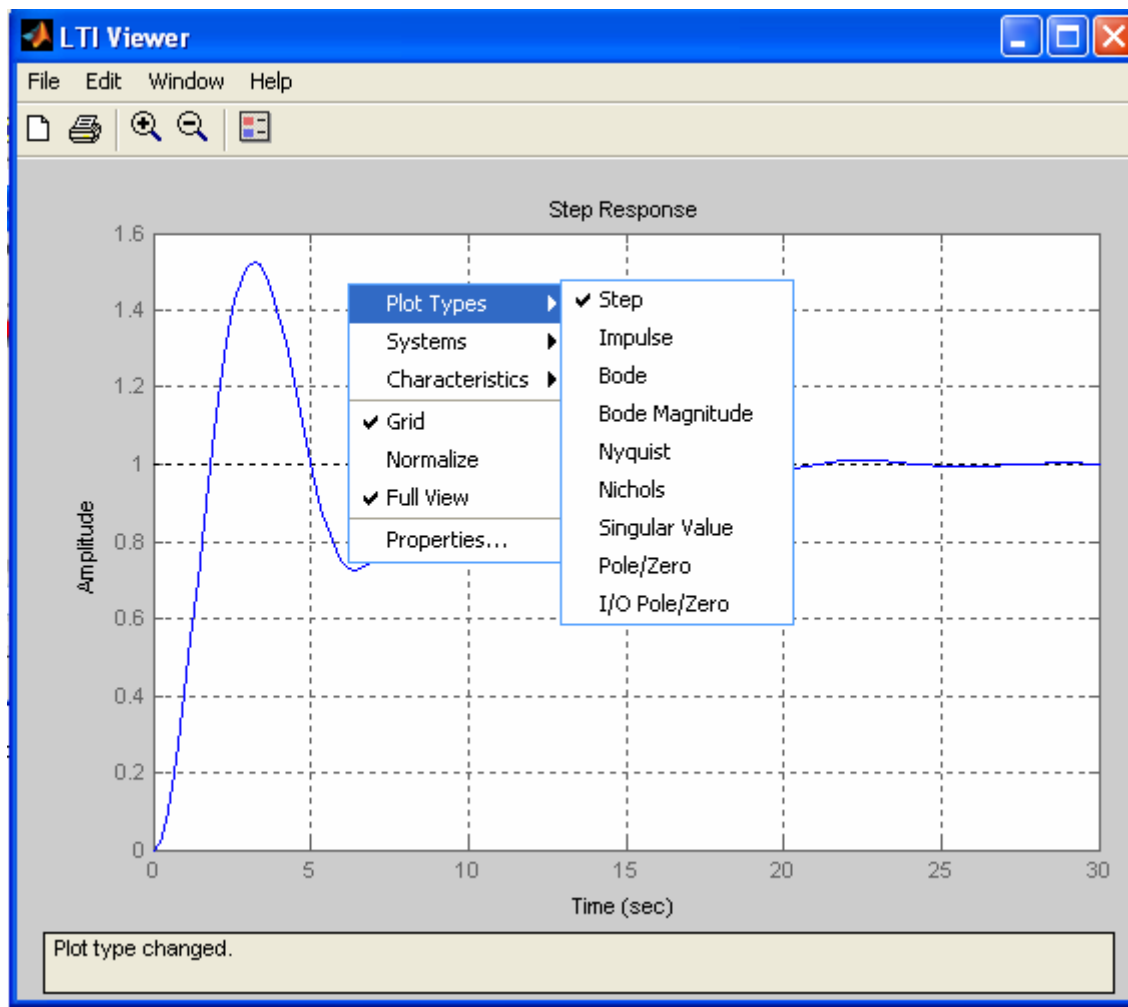 LTI Viewer
File Edit Window Help
Step Response
1.6
1.4
1.2
1
0.8
0.6
0.4
0.2
0
Amplitude
Plot Types
Systems
Characteristics
Grid
Normalize
Full View
Properties...
Step
Impulse
Bode
Bode Magnitude
Nyquist
Nichols
Singular Value
Pole/Zero
I/O Pole/Zero
0 5 10 15 20 25 30
Time (sec)
Plot type changed.